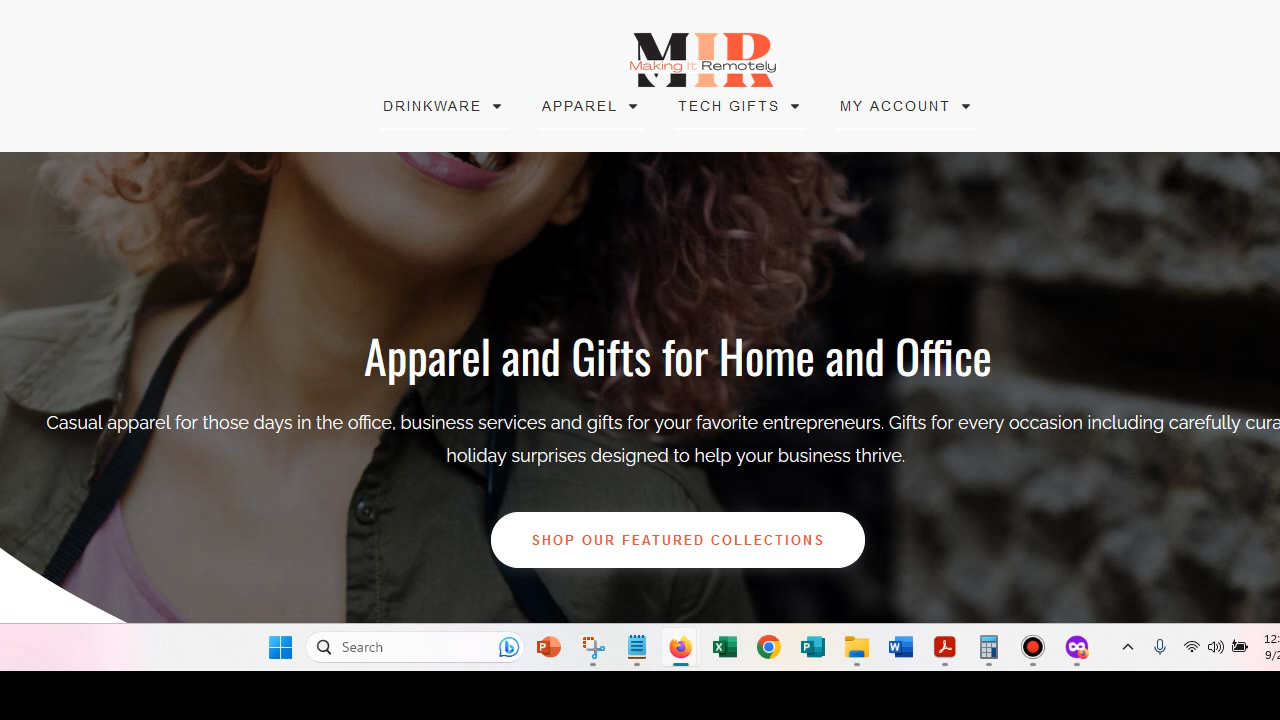 MIR
Making It Remotely
DRINKWARE APPAREL TECH GIFTS MY ACCOUNT
Apparel and Gifts for Home and Office
Casual apparel for those days in the office, business services and gifts for your favorite entrepreneurs. Gifts for every occasion including carefully
holiday surprises designed to help your business thrive.
SHOP OUR FEATURED COLLECTIONS
Search